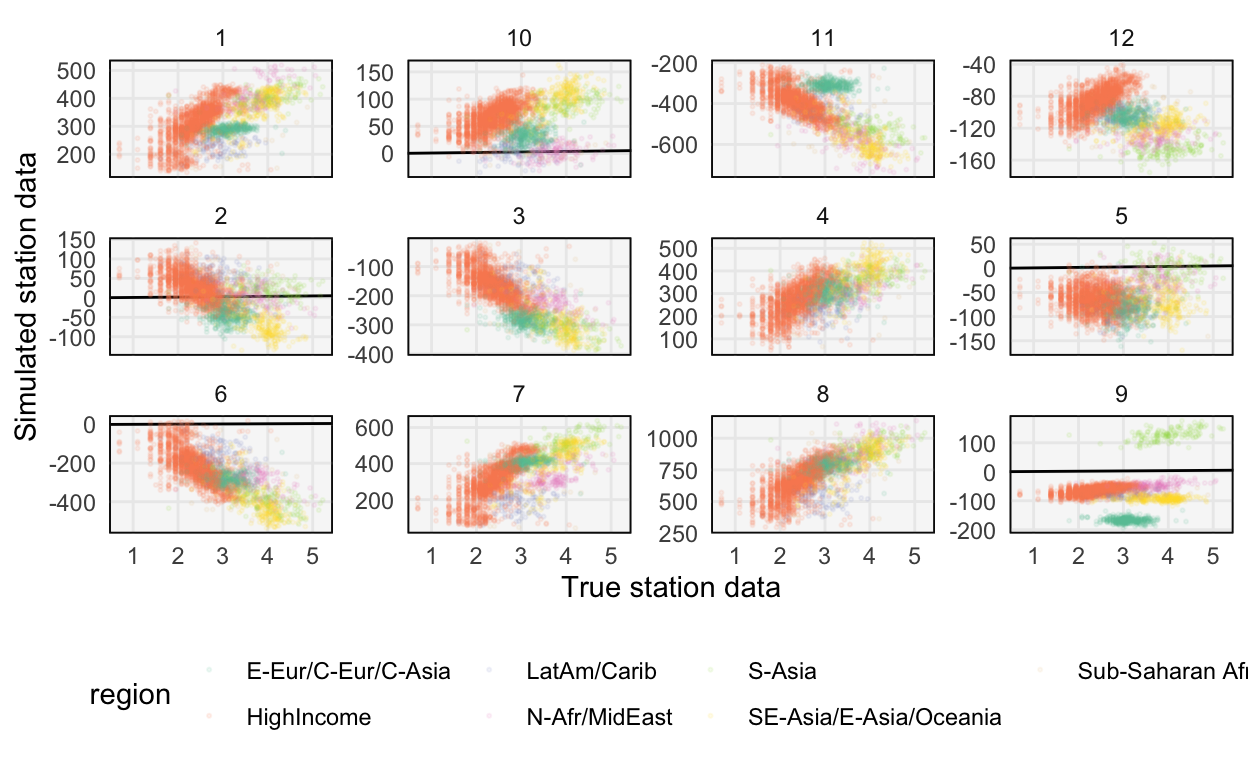 1 10 11 12
500 400 300 200
150 100 50 0
-200 -400 -600
-40 -80 -120 -160
2 3 4 5
150 100 50 0 -50 -100
-100 -200 -300 -400
500 400 300 200 100
50 0 -50 -100 -150
6 7 8 9
0 -200 -400
600 400 200
1000 750 500 250
100 0 -100 -200
1 2 3 4 5 1 2 3 4 5 1 2 3 4 5 1 2 3 4 5
Simulated station data
True station data
region
E-Eur/C-Eur/C-Asia LatAm/Carib S-Asia Sub-Saharan Afr
HighIncome N-Afr/MidEast SE-Asia/E-Asia/Oceania